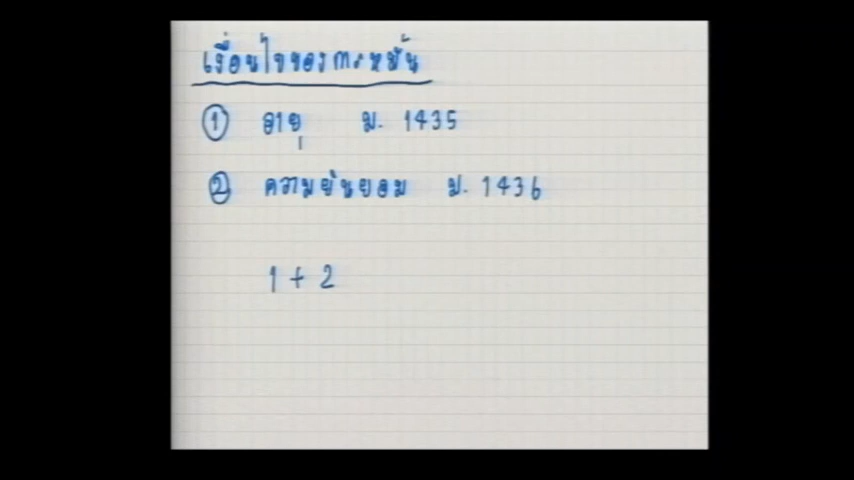 เงื่อนไขของการหมั้น
① อายุ ม. 1435
② ความยินยอม ม. 1436
1 + 2